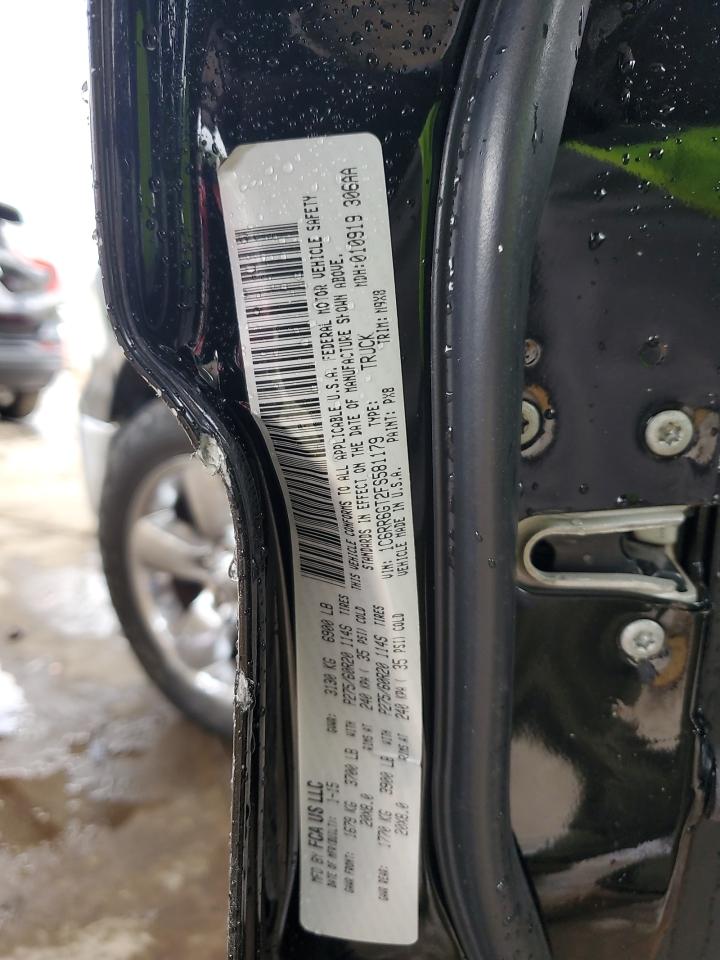 MFD BY: FCA US LLC
DATE OF MFR: 1-15
GVWR: 3130 KG 6900 LB
GAWR FRONT: 1679 KG 3700 LB WITH P275/60R20 114S TIRES
20X8.0 RIMS AT 240 KPA ( 35 PSI) COLD
GAWR REAR: 1770 KG 3900 LB WITH P275/60R20 114S TIRES
20X8.0 RIMS AT 240 KPA ( 35 PSI) COLD
THIS VEHICLE CONFORMS TO ALL APPLICABLE U.S.A. FEDERAL MOTOR VEHICLE SAFETY
STANDARDS IN EFFECT ON THE DATE OF MANUFACTURE SHOWN ABOVE.
VIN: 1C6RR6GT2FS581179 TYPE: TRUCK MDH:010919 306AA
VEHICLE MADE IN U.S.A. PAINT: PX8 TRIM: M9X8